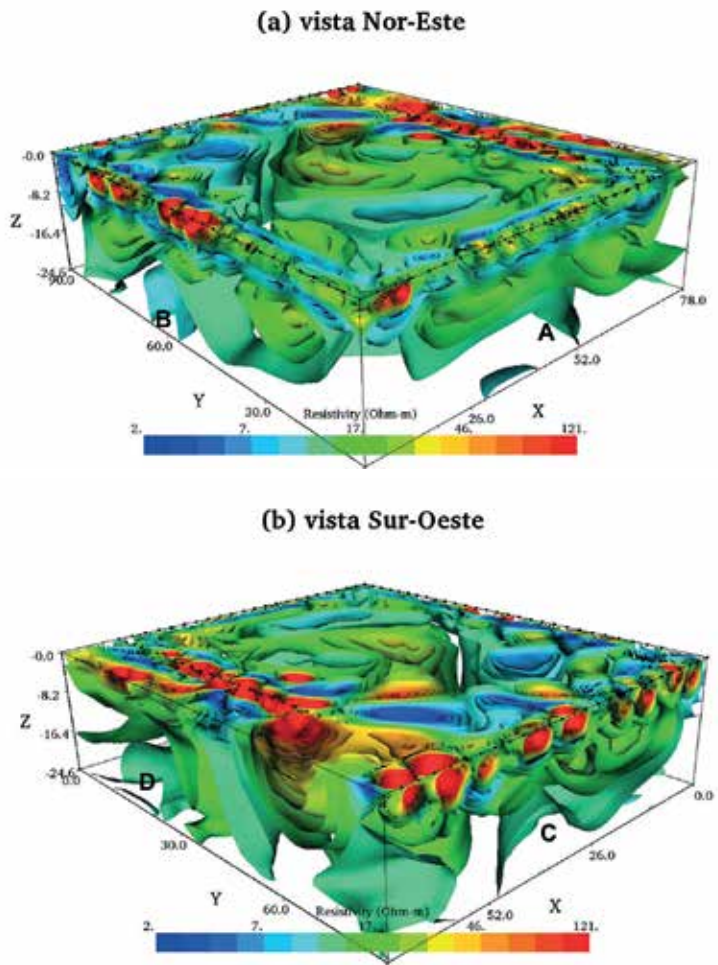 (a) vista Nor-Este
-0.0
-8.2
Z
-16.4
-24.6
90.0
78.0
B
A
60.0
52.0
Y
30.0
Resistivity (Ohm-m)
26.0
X
2. 7. 17. 46. 121.
(b) vista Sur-Oeste
-0.0
-8.2
Z
-16.4
-24.6
0.0
D
0.0
C
30.0
26.0
Y
60.0
Resistivity (Ohm-m)
52.0
X
2. 7. 17. 46. 121.